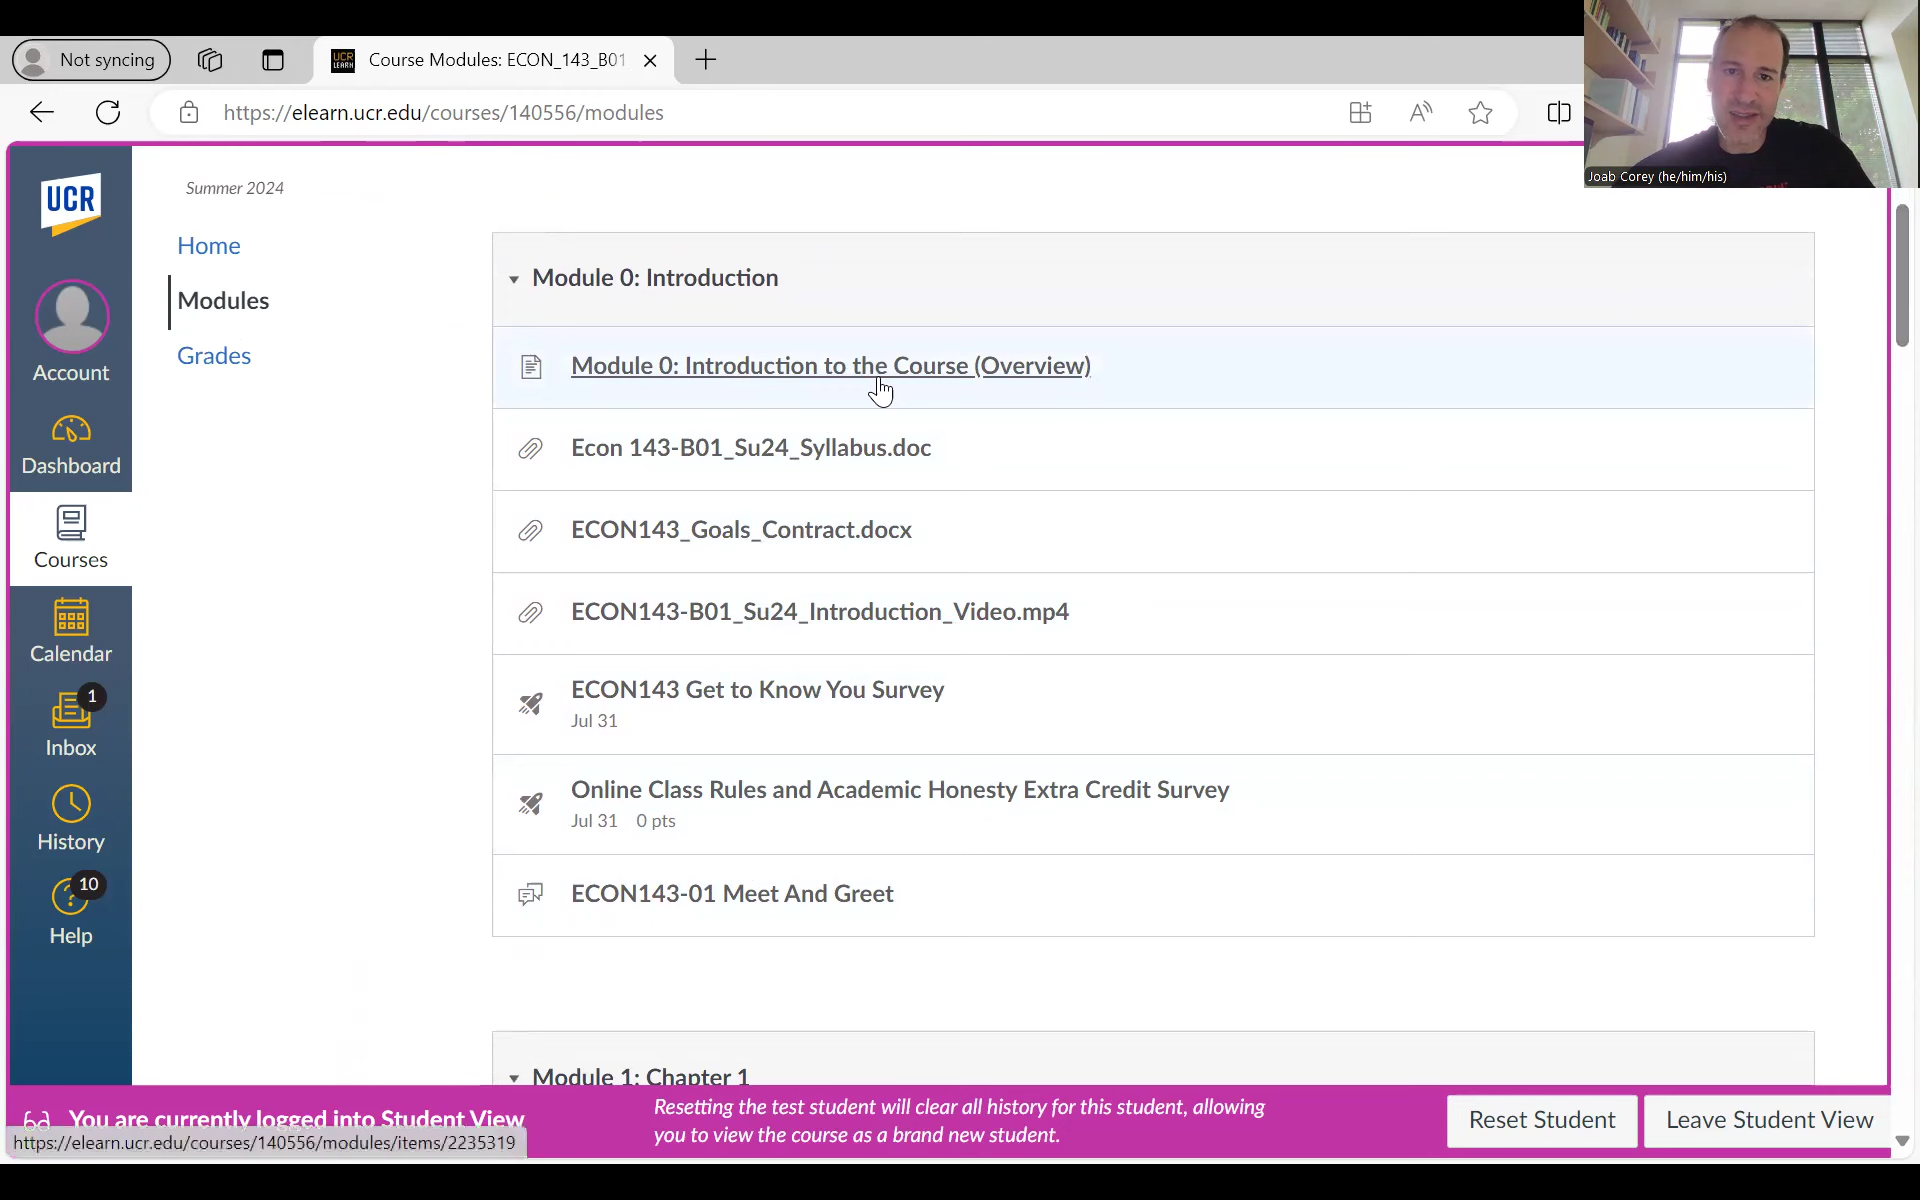 Not syncing
UCR LEARN
Course Modules: ECON_143_B01
https://elearn.ucr.edu/courses/140556/modules
Joab Corey (he/him/his)
UCR
Account
Dashboard
Courses
Calendar
1
Inbox
History
10
Help
Summer 2024
Home
Modules
Grades
Module 0: Introduction
Module 0: Introduction to the Course (Overview)
Econ 143-B01_Su24_Syllabus.doc
ECON143_Goals_Contract.docx
ECON143-B01_Su24_Introduction_Video.mp4
ECON143 Get to Know You Survey
Jul 31
Online Class Rules and Academic Honesty Extra Credit Survey
Jul 31 0 pts
ECON143-01 Meet And Greet
Module 1: Chapter 1
You are currently logged into Student View
https://elearn.ucr.edu/courses/140556/modules/items/2235319
Resetting the test student will clear all history for this student, allowing
you to view the course as a brand new student.
Reset Student
Leave Student View